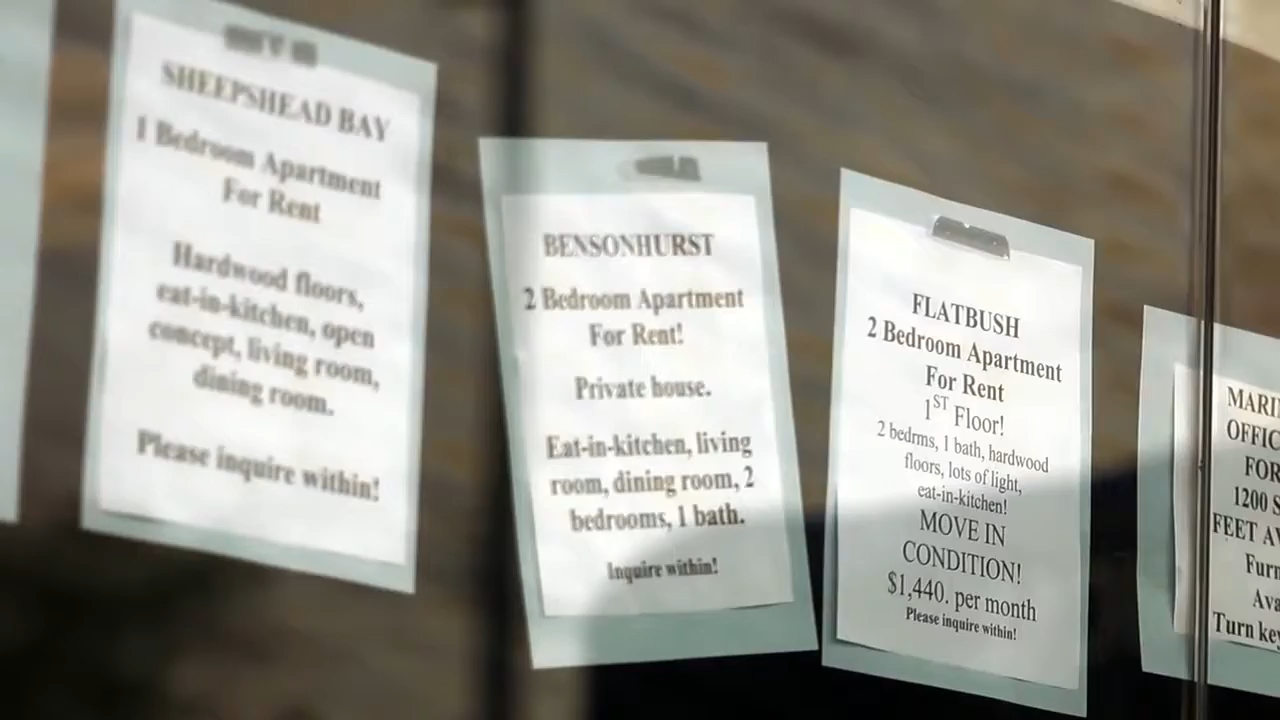 SHEEPSHEAD BAY
1 Bedroom Apartment
For Rent
Hardwood floors,
eat-in-kitchen, open
concept, living room,
dining room.
Please inquire within!
BENSONHURST
2 Bedroom Apartment
For Rent!
Private house.
Eat-in-kitchen, living
room, dining room, 2
bedrooms, 1 bath.
Inquire within!
FLATBUSH
2 Bedroom Apartment
For Rent
1ST Floor!
2 bedrms, 1 bath, hardwood
floors, lots of light,
eat-in-kitchen!
MOVE IN
CONDITION!
$1,440. per month
Please inquire within!
OFFIC
FOR
1200 S
FEET AV
Furn
Ava
Turn key